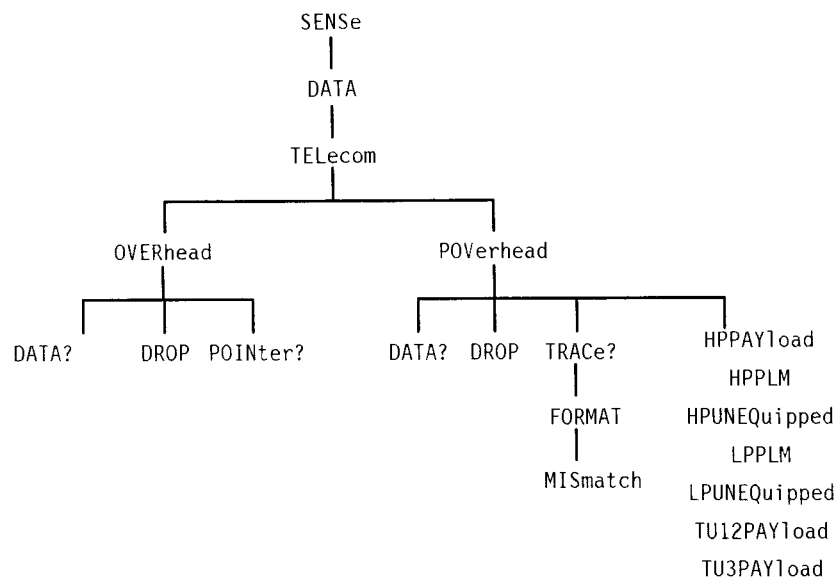 SENSe
DATA
TELecom
OVERhead POVerhead
DATA? DROP POINter? DATA? DROP TRACe? HPPAYload
HPPLM
FORMAT HPUNEQuipped
LPPLM
MISmatch LPUNEQuipped
TU12PAYload
TU3PAYload